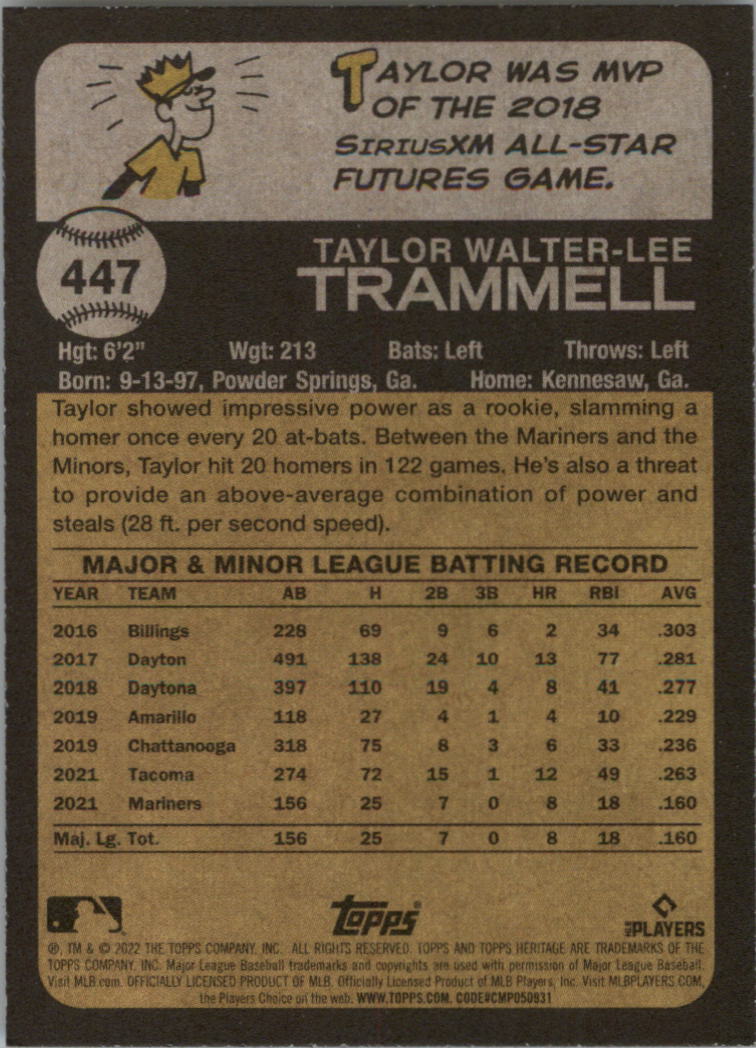 TAYLOR WAS MVP
OF THE 2018
SIRIUSXM ALL-STAR
FUTURES GAME.
447
TAYLOR WALTER-LEE
TRAMMELL
Hgt: 6'2" Wgt: 213 Bats: Left Throws: Left
Born: 9-13-97, Powder Springs, Ga. Home: Kennesaw, Ga.
Taylor showed impressive power as a rookie, slamming a
homer once every 20 at-bats. Between the Mariners and the
Minors, Taylor hit 20 homers in 122 games. He's also a threat
to provide an above-average combination of power and
steals (28 ft. per second speed).
MAJOR & MINOR LEAGUE BATTING RECORD
YEAR TEAM AB H 2B 3B HR RBI AVG
2016 Billings 228 69 9 6 2 34 .303
2017 Dayton 491 138 24 10 13 77 .281
2018 Daytona 397 110 19 4 8 41 .277
2019 Amarillo 118 27 4 1 4 10 .229
2019 Chattanooga 318 75 8 3 6 33 .236
2021 Tacoma 274 72 15 1 12 49 .263
2021 Mariners 156 25 7 0 8 18 .160
Maj. Lg. Tot. 156 25 7 0 8 18 .160
Topps®
MLB PLAYERS
®, TM & © 2022 THE TOPPS COMPANY, INC. ALL RIGHTS RESERVED. TOPPS AND TOPPS HERITAGE ARE TRADEMARKS OF THE
TOPPS COMPANY, INC. Major League Baseball trademarks and copyrights are used with permission of Major League Baseball.
Visit MLB.com. OFFICIALLY LICENSED PRODUCT OF MLB. Officially Licensed Product of MLB Players, Inc. Visit MLBPLAYERS.COM,
the Players Choice on the web. WWW.TOPPS.COM. CODE#CMP050931